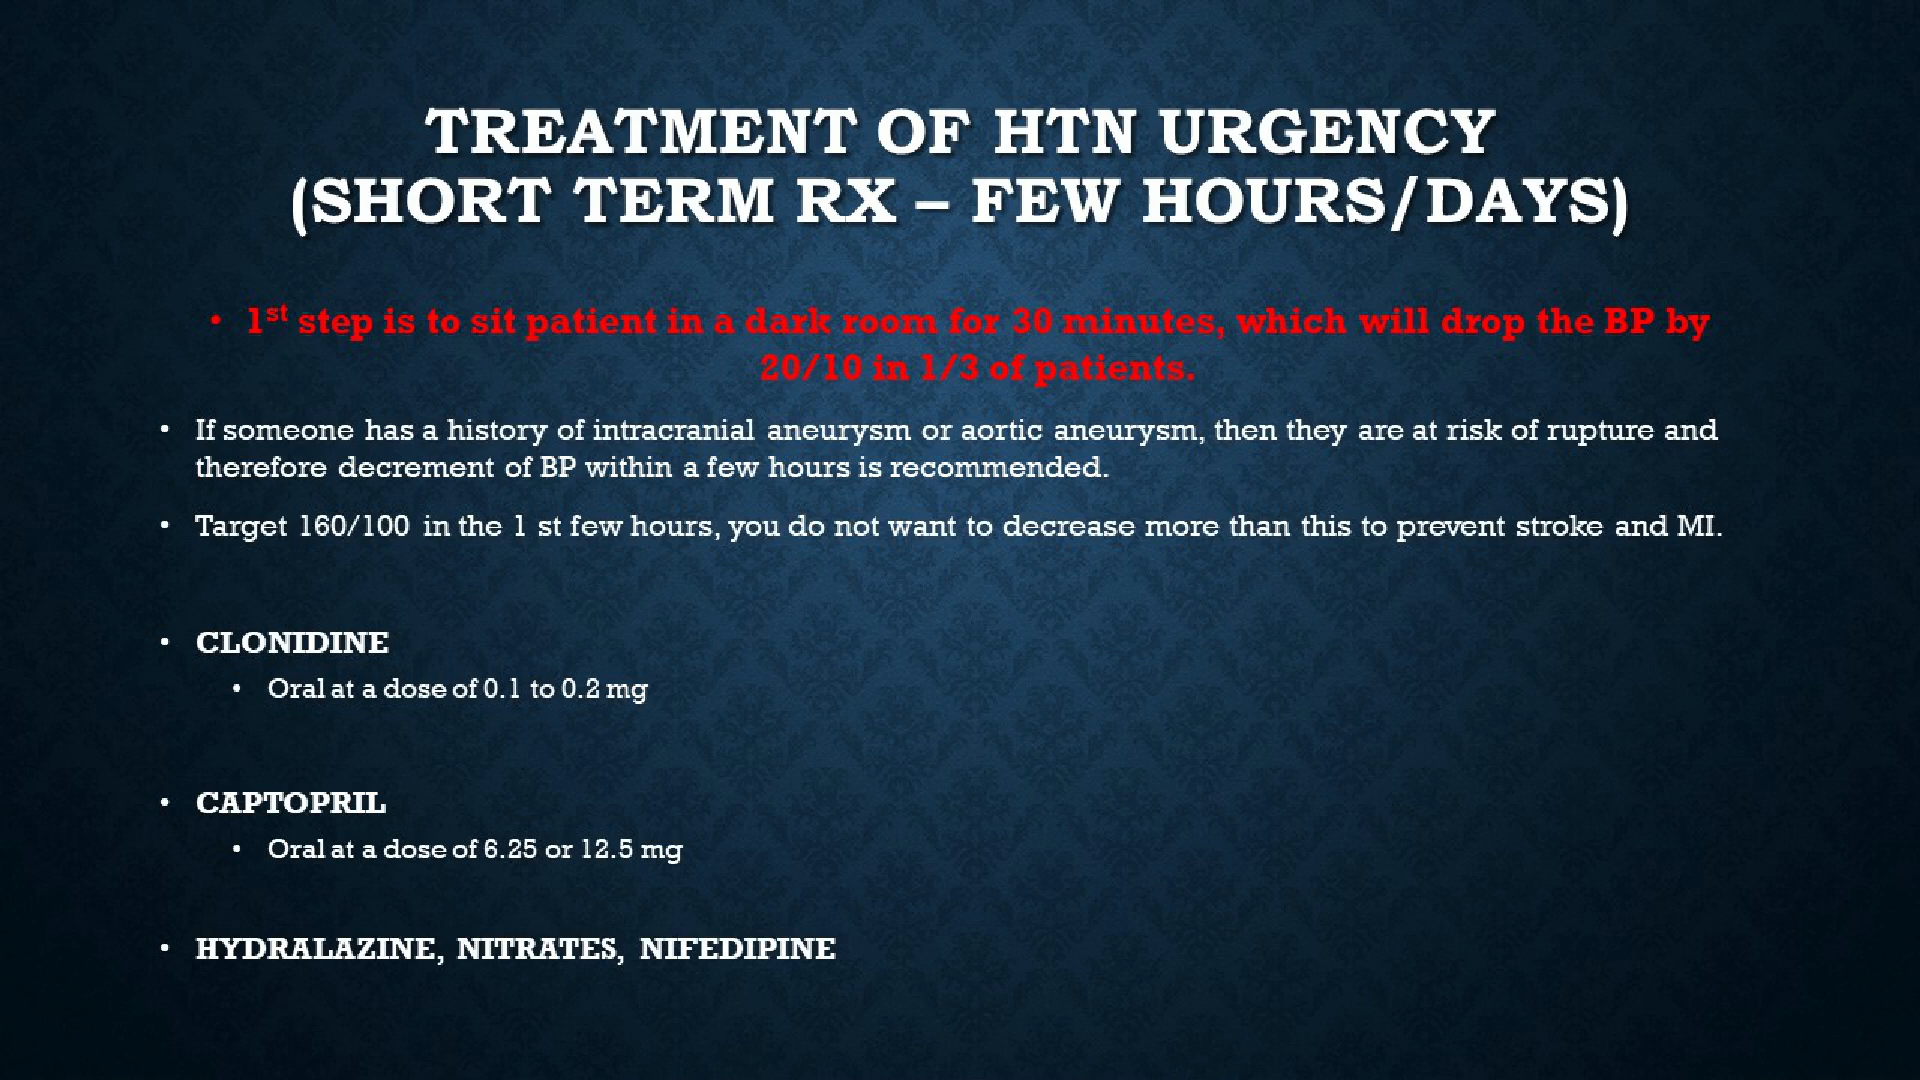 TREATMENT OF HTN URGENCY
(SHORT TERM RX – FEW HOURS/DAYS)
• 1st step is to sit patient in a dark room for 30 minutes, which will drop the BP by
20/10 in 1/3 of patients.
• If someone has a history of intracranial aneurysm or aortic aneurysm, then they are at risk of rupture and
therefore decrement of BP within a few hours is recommended.
• Target 160/100 in the 1 st few hours, you do not want to decrease more than this to prevent stroke and MI.
• CLONIDINE
• Oral at a dose of 0.1 to 0.2 mg
• CAPTOPRIL
• Oral at a dose of 6.25 or 12.5 mg
• HYDRALAZINE, NITRATES, NIFEDIPINE